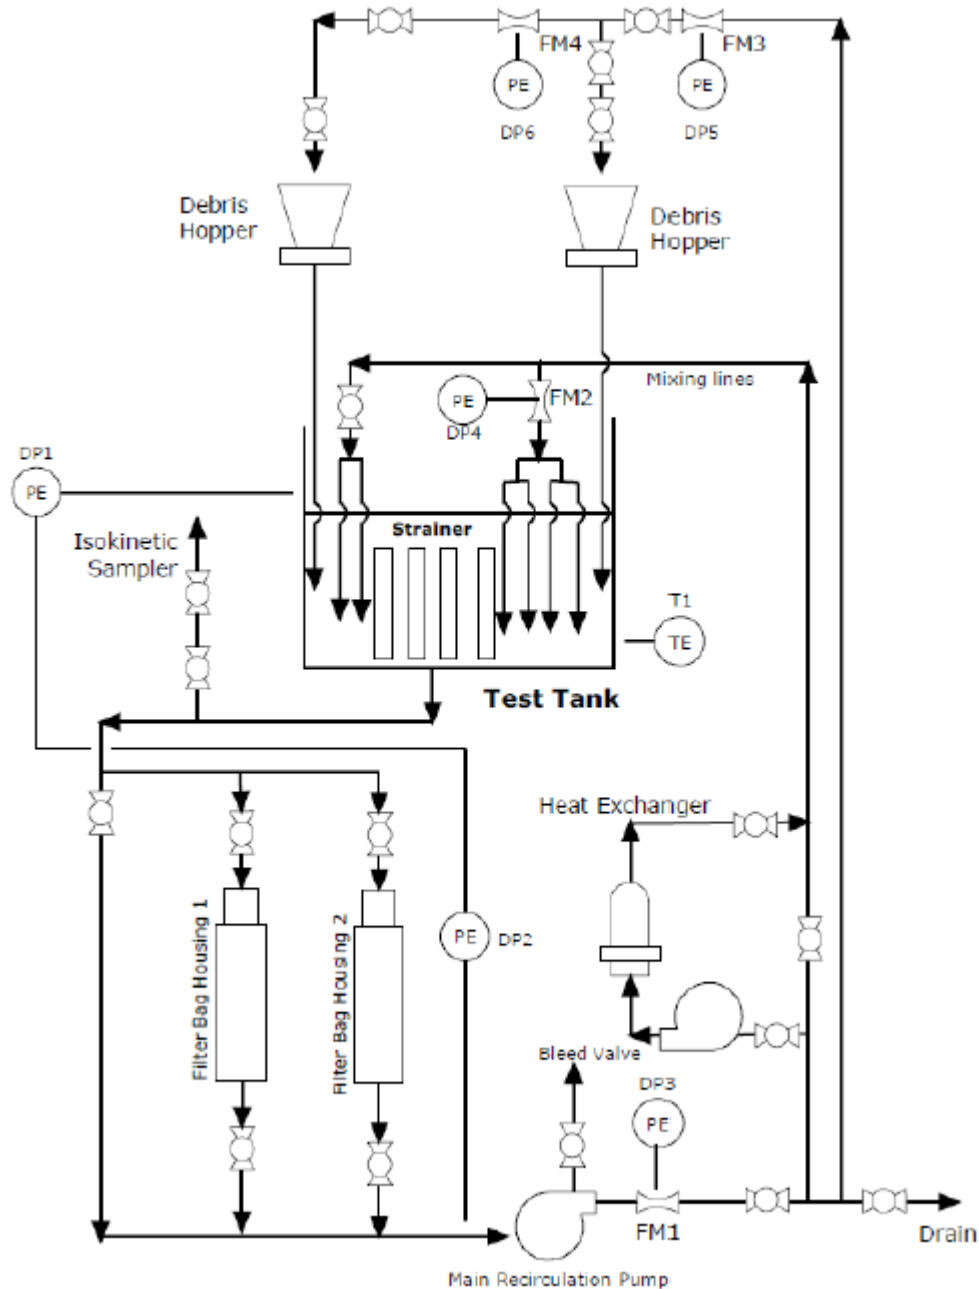 FM4
FM3
PE
PE
DP6
DP5
Debris
Hopper
Debris
Hopper
Mixing lines
PE
FM2
DP4
DP1
PE
Strainer
Isokinetic
Sampler
T1
TE
Test Tank
Heat Exchanger
Filter Bag Housing 1
Filter Bag Housing 2
PE
DP2
Bleed Valve
DP3
PE
FM1
Drain
Main Recirculation Pump